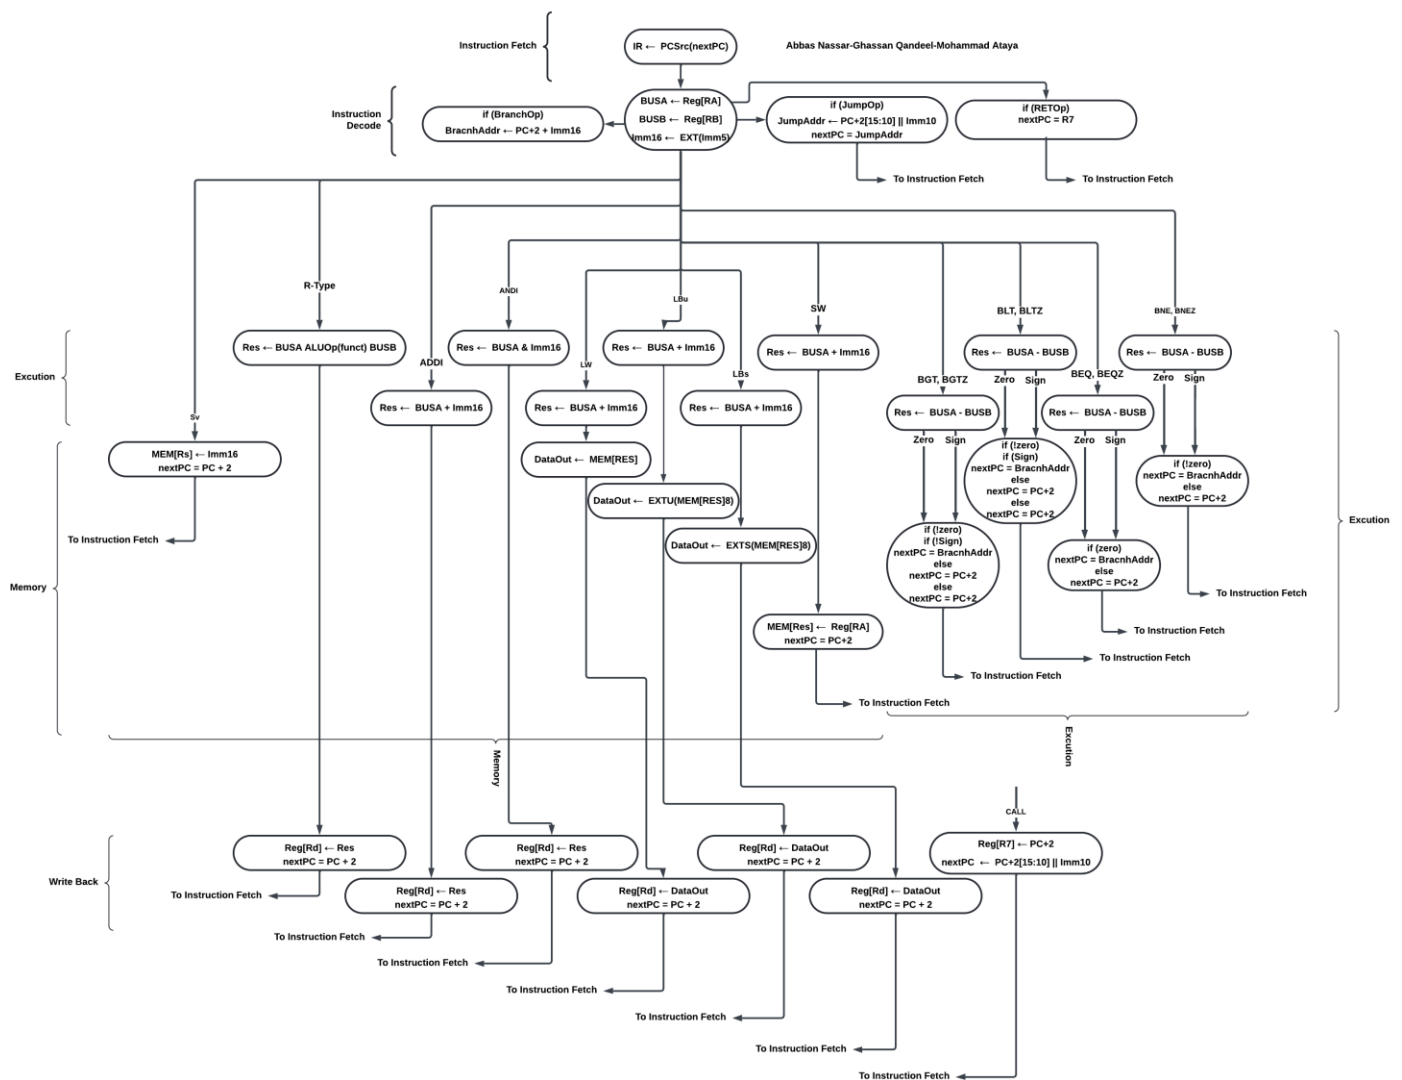 Instruction Fetch
IR ← PCSrc(nextPC)
Abbas Nassar-Ghassan Qandeel-Mohammad Ataya
Instruction
Decode
if (BranchOp)
BracnhAddr ← PC+2 + Imm16
BUSA ← Reg[RA]
BUSB ← Reg[RB]
Imm16 ← EXT(Imm5)
if (JumpOp)
JumpAddr ← PC+2[15:10] || Imm10
nextPC = JumpAddr
if (RETOp)
nextPC = R7
To Instruction Fetch
To Instruction Fetch
R-Type
ANDI
LBu
SW
BLT, BLTZ
BNE, BNEZ
Excution
Res ← BUSA ALUOp(funct) BUSB
ADDI
Res ← BUSA & Imm16
LW
Res ← BUSA + Imm16
LBs
Res ← BUSA + Imm16
BGT, BGTZ
Res ← BUSA - BUSB
Zero
Sign
BEQ, BEQZ
Res ← BUSA - BUSB
Zero
Sign
Sv
Res ← BUSA + Imm16
Res ← BUSA + Imm16
Res ← BUSA + Imm16
Res ← BUSA - BUSB
Zero
Sign
Res ← BUSA - BUSB
Zero
Sign
MEM[Rs] ← Imm16
nextPC = PC + 2
To Instruction Fetch
Memory
DataOut ← MEM[RES]
DataOut ← EXTU(MEM[RES]8)
DataOut ← EXTS(MEM[RES]8)
if (!zero)
if (!Sign)
nextPC = BracnhAddr
else
nextPC = PC+2
else
nextPC = PC+2
if (!zero)
if (Sign)
nextPC = BracnhAddr
else
nextPC = PC+2
else
nextPC = PC+2
if (zero)
nextPC = BracnhAddr
else
nextPC = PC+2
if (!zero)
nextPC = BracnhAddr
else
nextPC = PC+2
Excution
MEM[Res] ← Reg[RA]
nextPC = PC+2
To Instruction Fetch
To Instruction Fetch
To Instruction Fetch
To Instruction Fetch
To Instruction Fetch
Memory
Excution
CALL
Write Back
Reg[Rd] ← Res
nextPC = PC + 2
Reg[Rd] ← Res
nextPC = PC + 2
Reg[Rd] ← DataOut
nextPC = PC + 2
Reg[R7] ← PC+2
nextPC ← PC+2[15:10] || Imm10
Reg[Rd] ← Res
nextPC = PC + 2
Reg[Rd] ← DataOut
nextPC = PC + 2
Reg[Rd] ← DataOut
nextPC = PC + 2
To Instruction Fetch
To Instruction Fetch
To Instruction Fetch
To Instruction Fetch
To Instruction Fetch
To Instruction Fetch
To Instruction Fetch